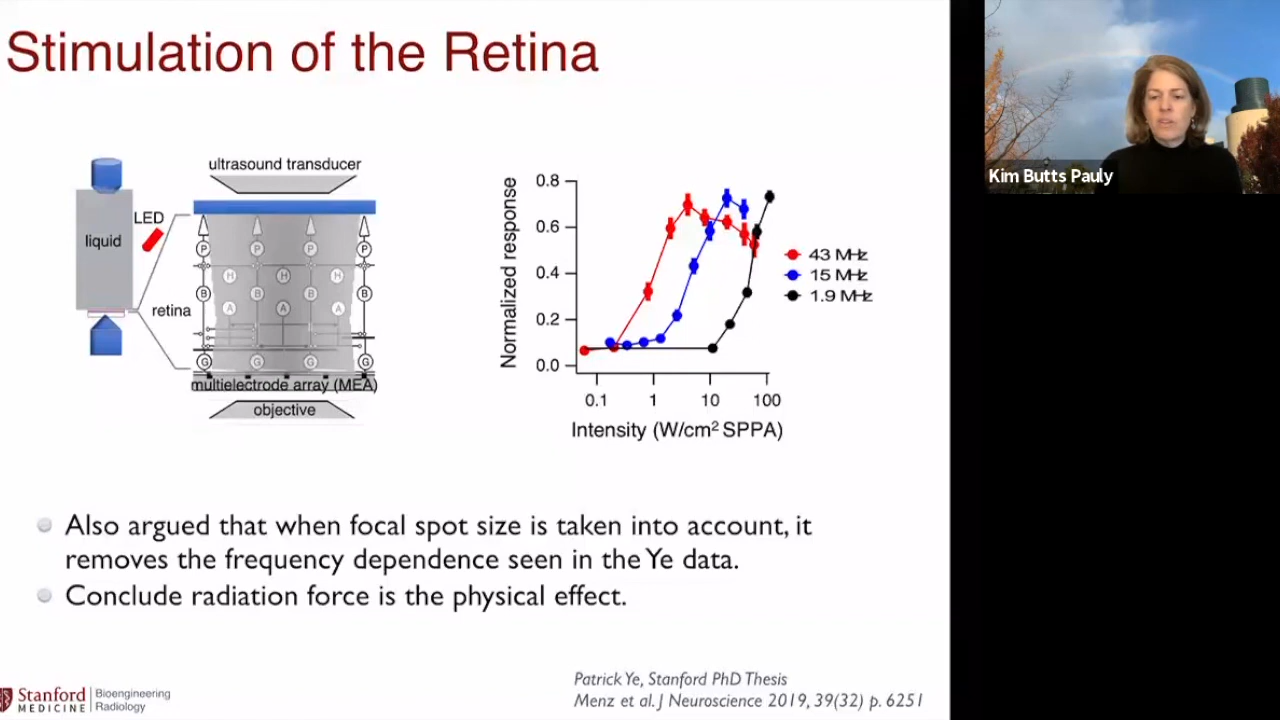 Stimulation of the Retina
ultrasound transducer
LED
liquid
P P P P
H H H
B B B B
retina
A A A
G G G G
multielectrode array (MEA)
objective
Normalized response
0.8
0.6
0.4
0.2
0.0
0.1 1 10 100
Intensity (W/cm² SPPA)
43 MHz
15 MHz
1.9 MHz
Also argued that when focal spot size is taken into account, it
removes the frequency dependence seen in the Ye data.
Conclude radiation force is the physical effect.
Patrick Ye, Stanford PhD Thesis
Menz et al. J Neuroscience 2019, 39(32) p. 6251
Stanford
MEDICINE
Bioengineering
Radiology
Kim Butts Pauly